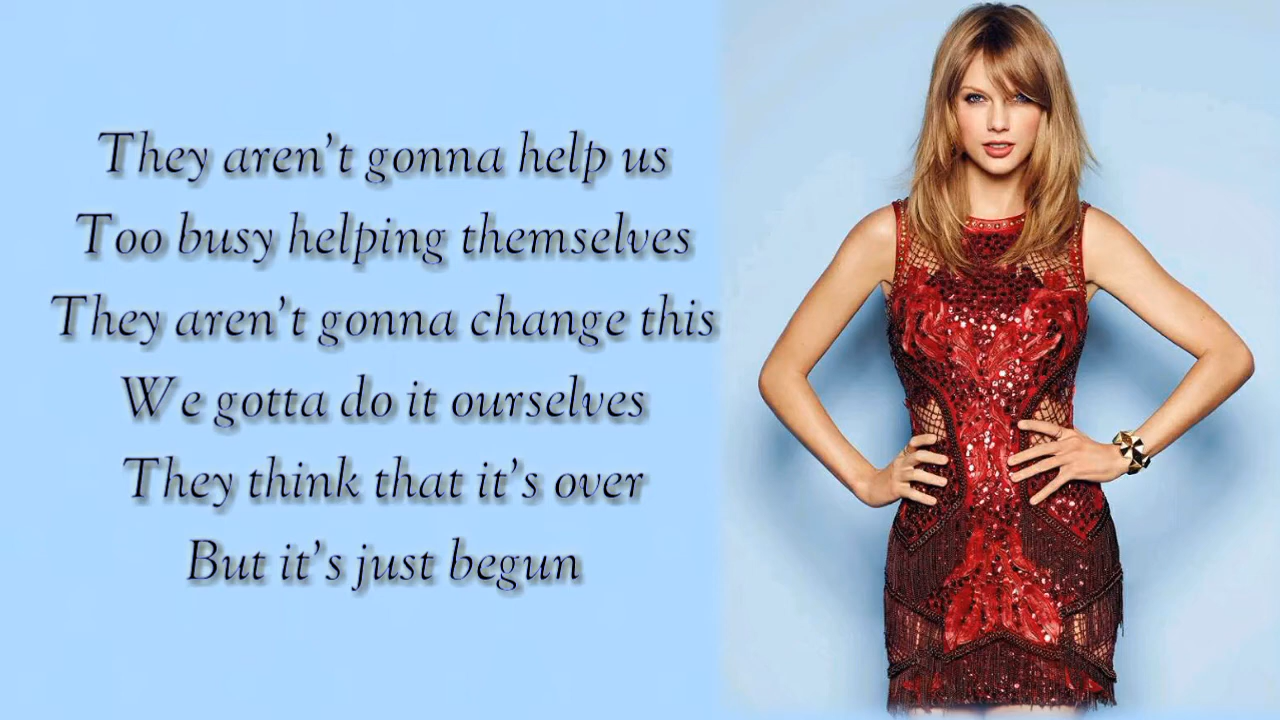 They aren't gonna help us
Too busy helping themselves
They aren't gonna change this
We gotta do it ourselves
They think that it's over
But it's just begun